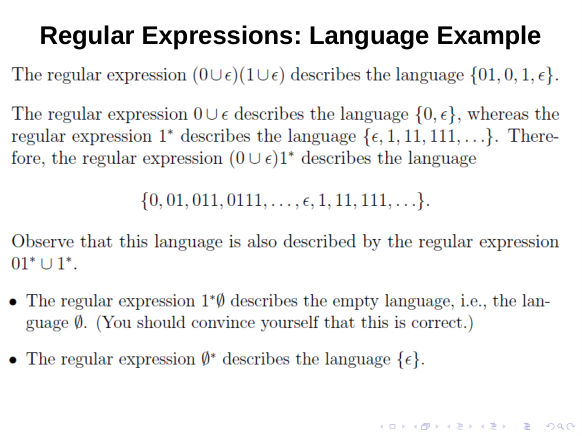 Regular Expressions: Language Example
The regular expression (0∪ϵ)(1∪ϵ) describes the language {01, 0, 1, ϵ}.
The regular expression 0 ∪ ϵ describes the language {0, ϵ}, whereas the
regular expression 1* describes the language {ϵ, 1, 11, 111, . . .}. There-
fore, the regular expression (0 ∪ ϵ)1* describes the language
{0, 01, 011, 0111, . . . , ϵ, 1, 11, 111, . . .}.
Observe that this language is also described by the regular expression
01* ∪ 1*.
• The regular expression 1*∅ describes the empty language, i.e., the lan-
guage ∅. (You should convince yourself that this is correct.)
• The regular expression ∅* describes the language {ϵ}.